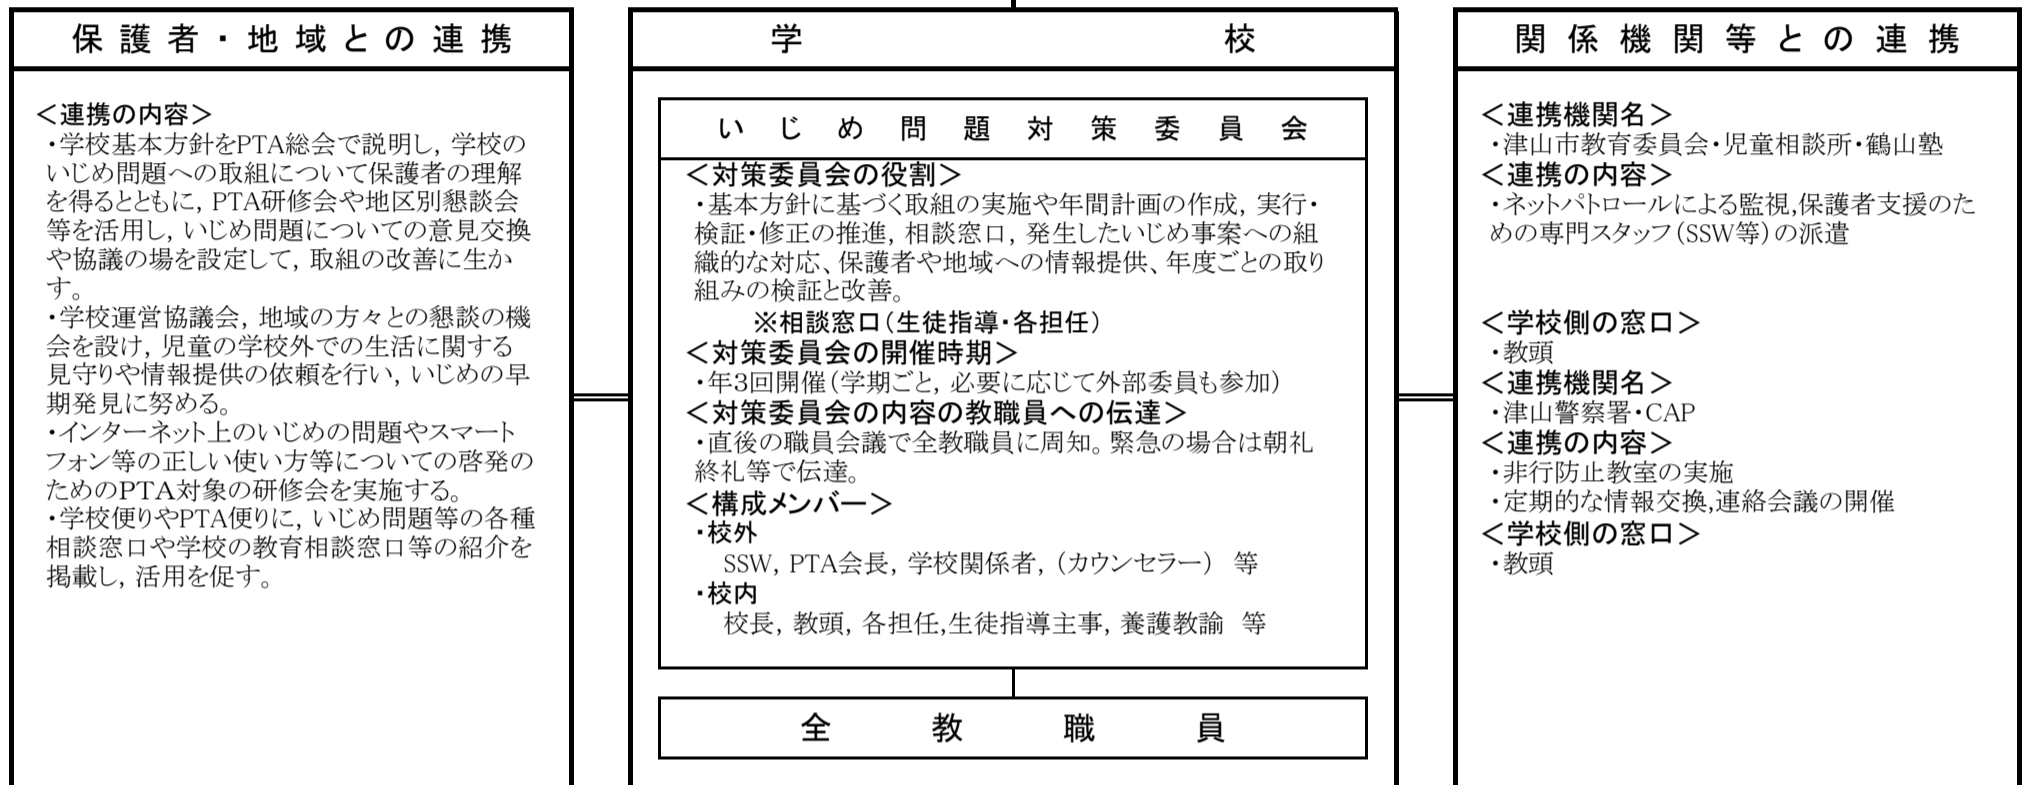 保護者・地域との連携
＜連携の内容＞
・学校基本方針をPTA総会で説明し，学校の
いじめ問題への取組について保護者の理解
を得るとともに，PTA研修会や地区別懇談会
等を活用し，いじめ問題についての意見交換
や協議の場を設定して，取組の改善に生か
す。
・学校運営協議会，地域の方々との懇談の機
会を設け，児童の学校外での生活に関する
見守りや情報提供の依頼を行い，いじめの早
期発見に努める。
・インターネット上のいじめの問題やスマート
フォン等の正しい使い方等についての啓発の
ためのPTA対象の研修会を実施する。
・学校便りやPTA便りに，いじめ問題等の各種
相談窓口や学校の教育相談窓口等の紹介を
掲載し，活用を促す。
学校
いじめ問題対策委員会
＜対策委員会の役割＞
・基本方針に基づく取組の実施や年間計画の作成，実行・
検証・修正の推進，相談窓口，発生したいじめ事案への組
織的な対応、保護者や地域への情報提供、年度ごとの取り
組みの検証と改善。
※相談窓口（生徒指導・各担任）
＜対策委員会の開催時期＞
・年３回開催（学期ごと，必要に応じて外部委員も参加）
＜対策委員会の内容の教職員への伝達＞
・直後の職員会議で全教職員に周知。緊急の場合は朝礼
終礼等で伝達。
＜構成メンバー＞
・校外
SSW，PTA会長，学校関係者，（カウンセラー）　等
・校内
校長，教頭，各担任,生徒指導主事，養護教諭　等
全教職員
関係機関等との連携
＜連携機関名＞
・津山市教育委員会・児童相談所・鶴山塾
＜連携の内容＞
・ネットパトロールによる監視,保護者支援のた
めの専門スタッフ（SSW等）の派遣
＜学校側の窓口＞
・教頭
＜連携機関名＞
・津山警察署・CAP
＜連携の内容＞
・非行防止教室の実施
・定期的な情報交換,連絡会議の開催
＜学校側の窓口＞
・教頭